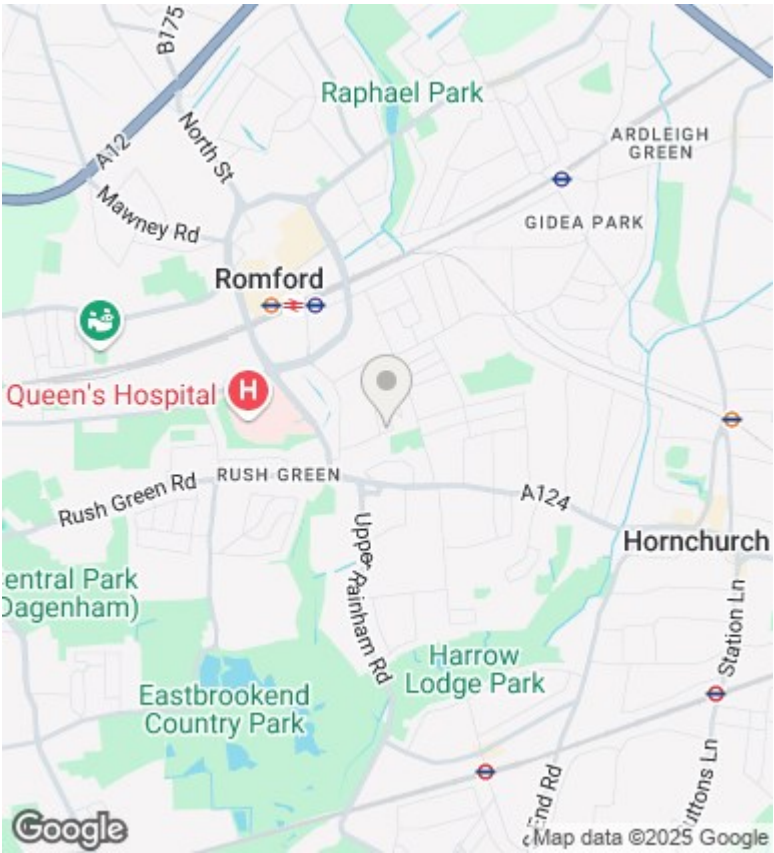 B175
Raphael Park
ARDLEIGH
GREEN
A12
North St
Mawney Rd
GIDEA PARK
Romford
Queen's Hospital
H
RUSH GREEN
Rush Green Rd
A124
Upper Rainham Rd
Hornchurch
entral Park
Dagenham)
Harrow
Lodge Park
Station Ln
Eastbrookend
Country Park
End Rd
uttons Ln
Google
Map data ©2025 Google